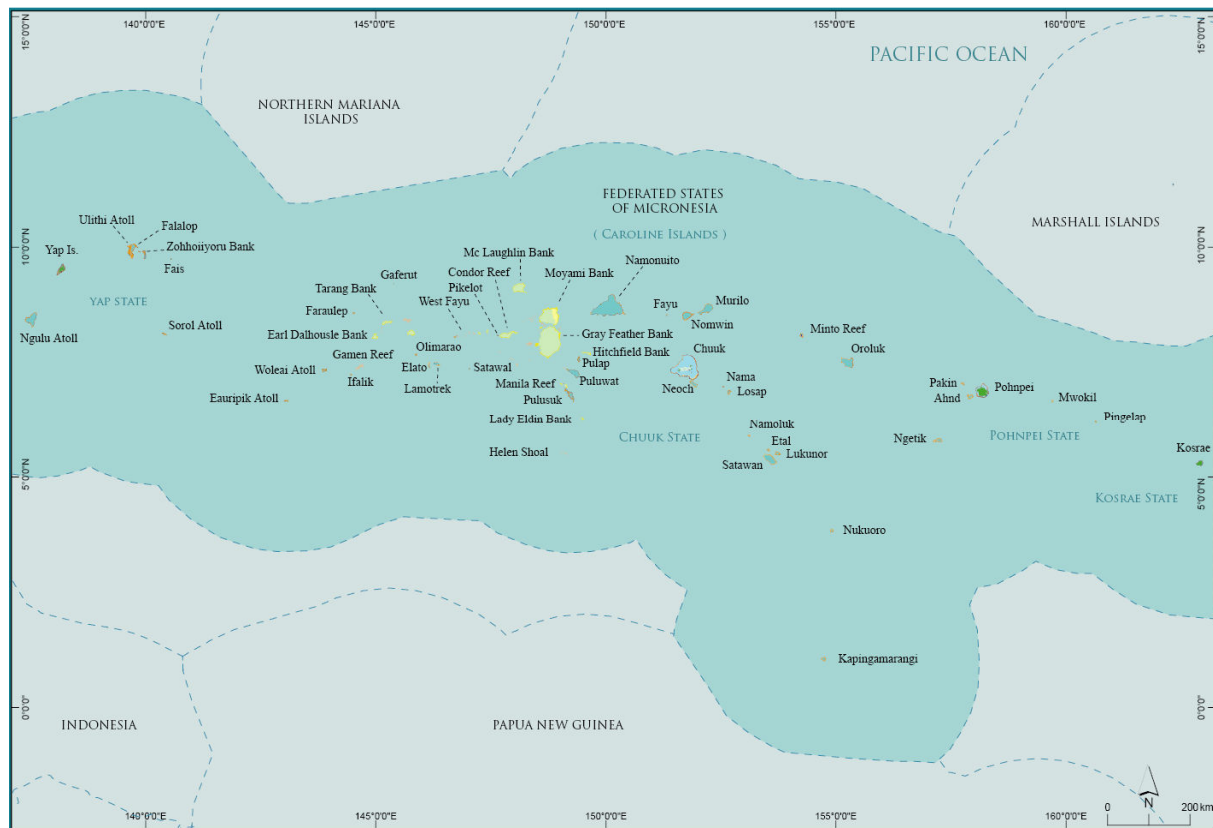 140°0'0"E
145°0'0"E
150°0'0"E
155°0'0"E
160°0'0"E
15°0'0"N
15°0'0"N
PACIFIC OCEAN
NORTHERN MARIANA
ISLANDS
FEDERATED STATES
OF MICRONESIA
( CAROLINE ISLANDS )
MARSHALL ISLANDS
10°0'0"N
10°0'0"N
Ulithi Atoll
Falalop
Yap Is.
Zohhoiiyoru Bank
Fais
Mc Laughlin Bank
Namonuito
Condor Reef
Moyami Bank
Gaferut
Pikelot
Tarang Bank
West Fayu
YAP STATE
Faraulep
Fayu
Murilo
Nomwin
Ngulu Atoll
Sorol Atoll
Earl Dalhousle Bank
Gray Feather Bank
Minto Reef
Olimarao
Hitchfield Bank
Chuuk
Oroluk
Gamen Reef
Pulap
Woleai Atoll
Elato
Satawal
Puluwat
Ifalik
Lamotrek
Manila Reef
Neoch
Nama
Pakin
Pohnpei
Eauripik Atoll
Pulusuk
Losap
Ahnd
Mwokil
Lady Eldin Bank
Namoluk
Pingelap
CHUUK STATE
Etal
Ngetik
POHNPEI STATE
Helen Shoal
Lukunor
Kosrae
Satawan
5°0'0"N
5°0'0"N
KOSRAE STATE
Nukuoro
Kapingamarangi
0°0'0"
0°0'0"
INDONESIA
PAPUA NEW GUINEA
N
0
200 km
140°0'0"E
145°0'0"E
150°0'0"E
155°0'0"E
160°0'0"E